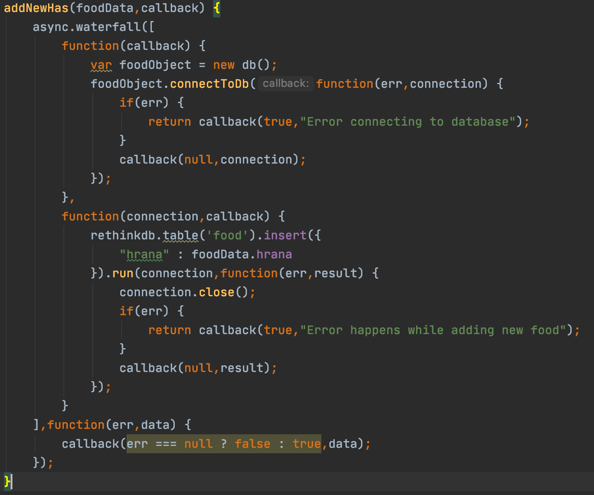 addNewHas(foodData,callback) {
    async.waterfall([
        function(callback) {
            var foodObject = new db();
            foodObject.connectToDb( callback: function(err,connection) {
                if(err) {
                    return callback(true,"Error connecting to database");
                }
                callback(null,connection);
            });
        },
        function(connection,callback) {
            rethinkdb.table('food').insert({
                "hrana" : foodData.hrana
            }).run(connection,function(err,result) {
                connection.close();
                if(err) {
                    return callback(true,"Error happens while adding new food");
                }
                callback(null,result);
            });
        }
    ],function(err,data) {
        callback(err === null ? false : true,data);
    });
}